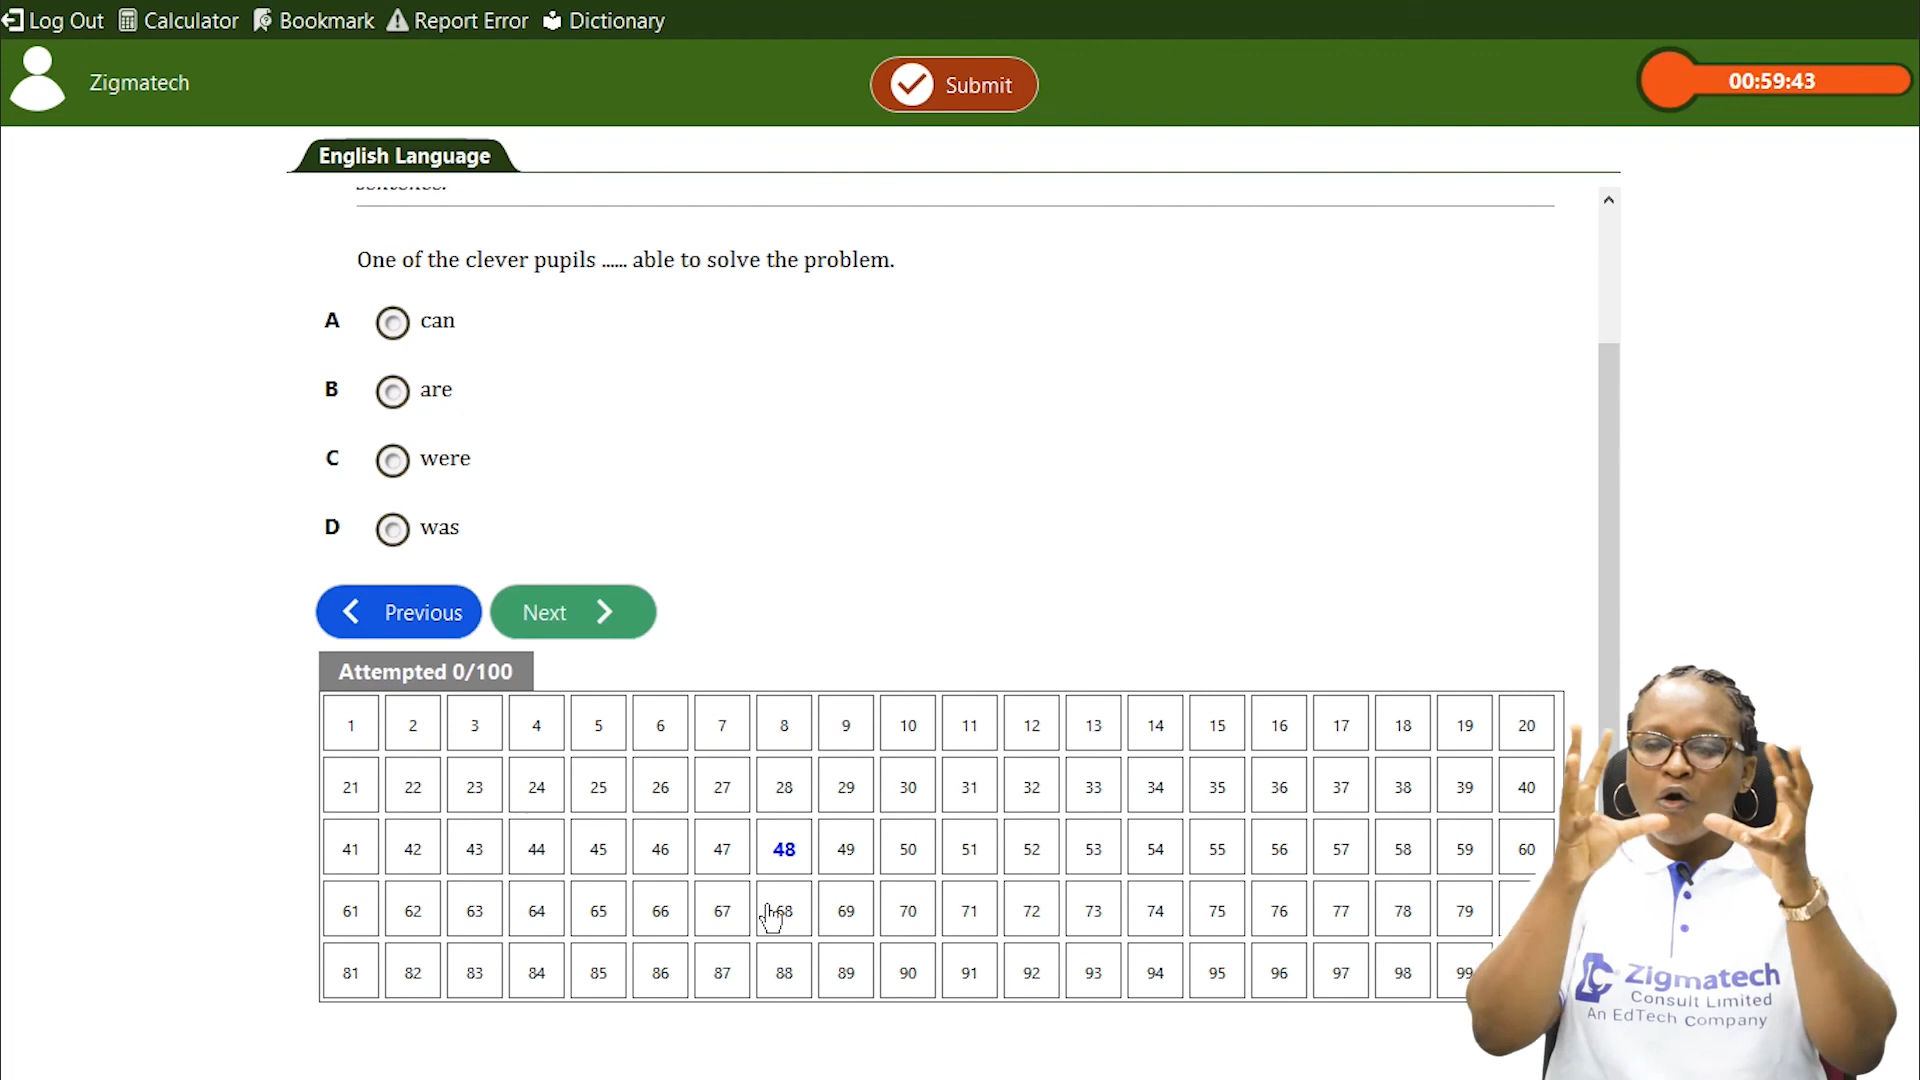 Log Out Calculator Bookmark Report Error Dictionary
Zigmatech
Submit
00:59:43
English Language
sentence.
One of the clever pupils ...... able to solve the problem.
A can
B are
C were
D was
Previous Next
Attempted 0/100
1 2 3 4 5 6 7 8 9 10 11 12 13 14 15 16 17 18 19 20
21 22 23 24 25 26 27 28 29 30 31 32 33 34 35 36 37 38 39 40
41 42 43 44 45 46 47 48 49 50 51 52 53 54 55 56 57 58 59 60
61 62 63 64 65 66 67 68 69 70 71 72 73 74 75 76 77 78 79
81 82 83 84 85 86 87 88 89 90 91 92 93 94 95 96 97 98 99
Zigmatech
Consult Limited
An EdTech Company